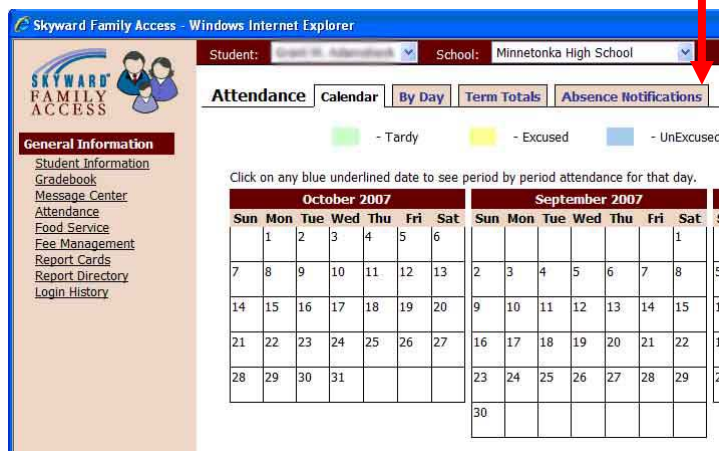 Skyward Family Access - Windows Internet Explorer
Student: School: Minnetonka High School
SKYWARD
FAMILY
ACCESS
Attendance Calendar By Day Term Totals Absence Notifications
- Tardy - Excused - UnExcused
General Information
Student Information
Gradebook
Message Center
Attendance
Food Service
Fee Management
Report Cards
Report Directory
Login History
Click on any blue underlined date to see period by period attendance for that day.
October 2007
Sun Mon Tue Wed Thu Fri Sat
1 2 3 4 5 6
7 8 9 10 11 12 13
14 15 16 17 18 19 20
21 22 23 24 25 26 27
28 29 30 31
September 2007
Sun Mon Tue Wed Thu Fri Sat
1
2 3 4 5 6 7 8
9 10 11 12 13 14 15
16 17 18 19 20 21 22
23 24 25 26 27 28 29
30